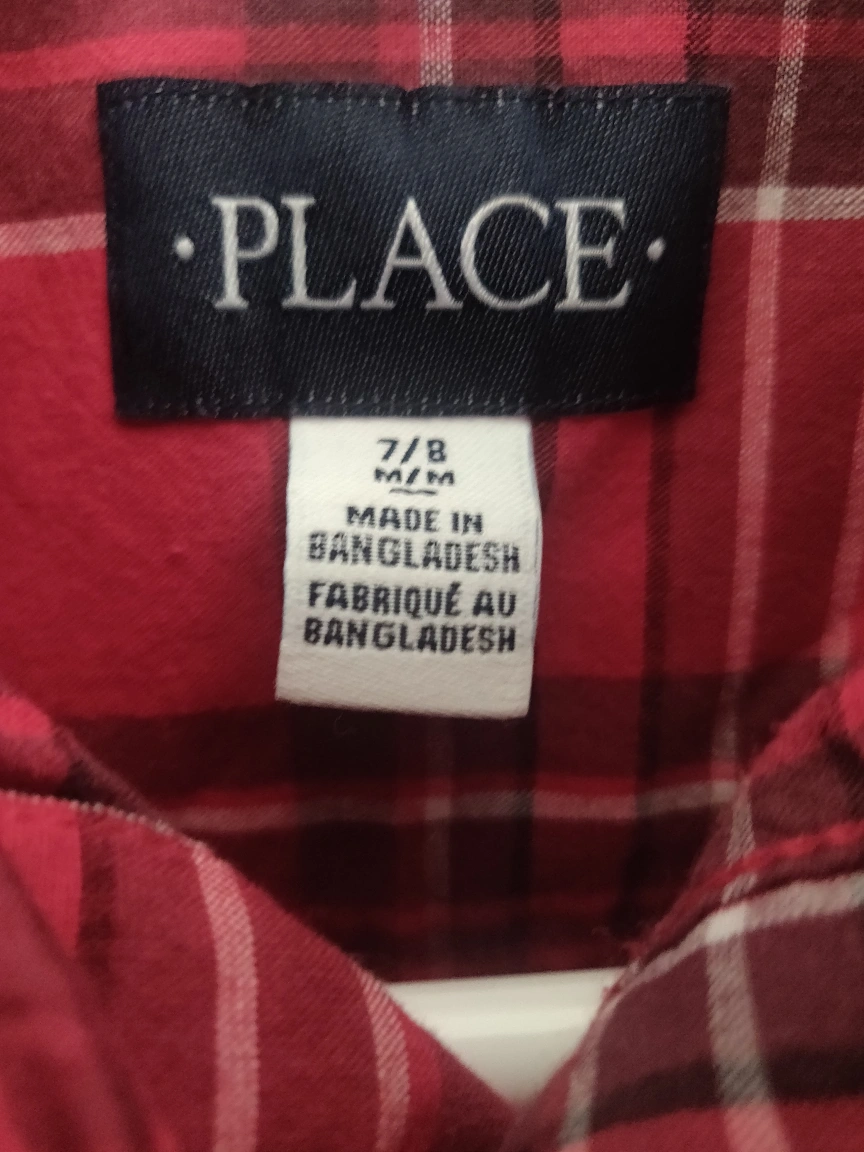 ·PLACE·
7/8
M/M
MADE IN
BANGLADESH
FABRIQUÉ AU
BANGLADESH